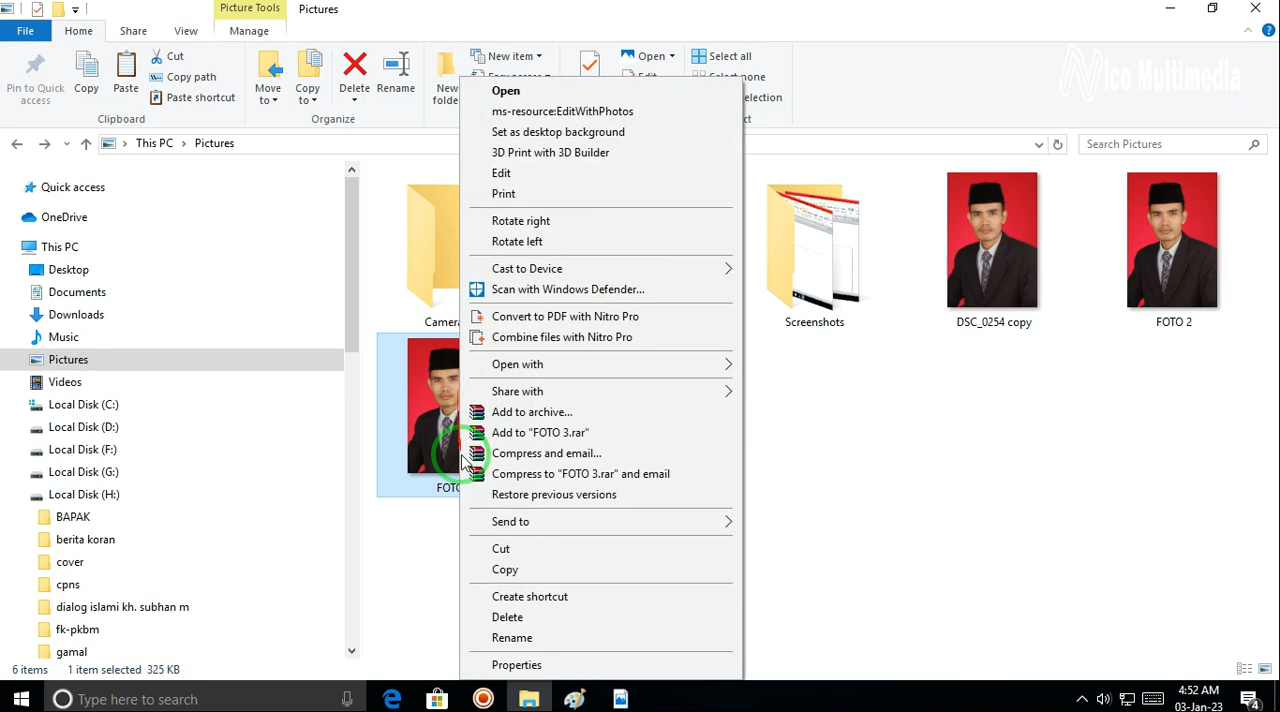 Picture Tools
Pictures
File
Home
Share
View
Manage
Pin to Quick access
Copy
Paste
Cut
Copy path
Paste shortcut
Move to
Copy to
Delete
Rename
New folder
New item
Open
Select all
Clipboard
Organize
ico Multimedia
This PC
Pictures
Search Pictures
Quick access
OneDrive
This PC
Desktop
Documents
Downloads
Music
Pictures
Videos
Local Disk (C:)
Local Disk (D:)
Local Disk (F:)
Local Disk (G:)
Local Disk (H:)
BAPAK
berita koran
cover
cpns
dialog islami kh. subhan m
fk-pkbm
gamal
Camera
Screenshots
DSC_0254 copy
FOTO 2
FOTO
Open
ms-resource:EditWithPhotos
Set as desktop background
3D Print with 3D Builder
Edit
Print
Rotate right
Rotate left
Cast to Device
Scan with Windows Defender...
Convert to PDF with Nitro Pro
Combine files with Nitro Pro
Open with
Share with
Add to archive...
Add to "FOTO 3.rar"
Compress and email...
Compress to "FOTO 3.rar" and email
Restore previous versions
Send to
Cut
Copy
Create shortcut
Delete
Rename
Properties
6 items
1 item selected 325 KB
Type here to search
4:52 AM
03-Jan-23
4